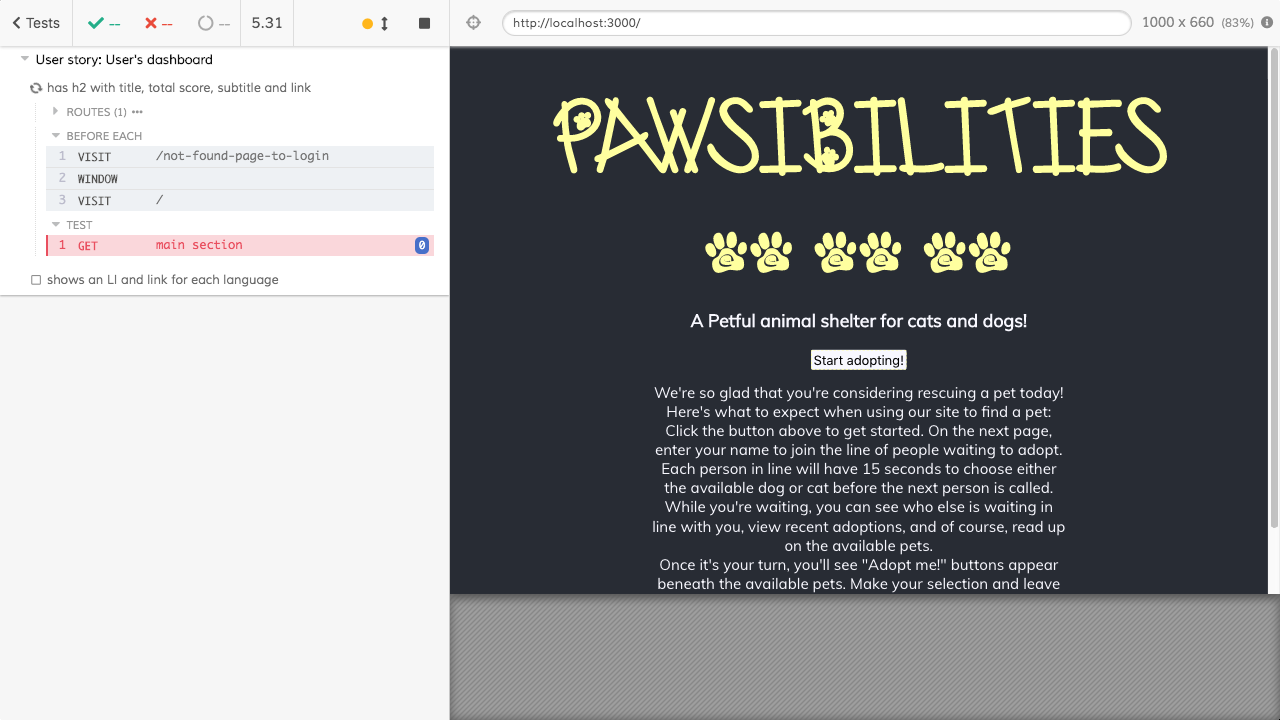 Tests
--
--
--
5.31
http://localhost:3000/
1000 x 660 (83%)
User story: User's dashboard
has h2 with title, total score, subtitle and link
ROUTES (1)
BEFORE EACH
1 VISIT /not-found-page-to-login
2 WINDOW
3 VISIT /
TEST
1 GET main section 0
shows an LI and link for each language
PAWSIBILITIES
A Petful animal shelter for cats and dogs!
Start adopting!
We're so glad that you're considering rescuing a pet today!
Here's what to expect when using our site to find a pet:
Click the button above to get started. On the next page,
enter your name to join the line of people waiting to adopt.
Each person in line will have 15 seconds to choose either
the available dog or cat before the next person is called.
While you're waiting, you can see who else is waiting in
line with you, view recent adoptions, and of course, read up
on the available pets.
Once it's your turn, you'll see "Adopt me!" buttons appear
beneath the available pets. Make your selection and leave